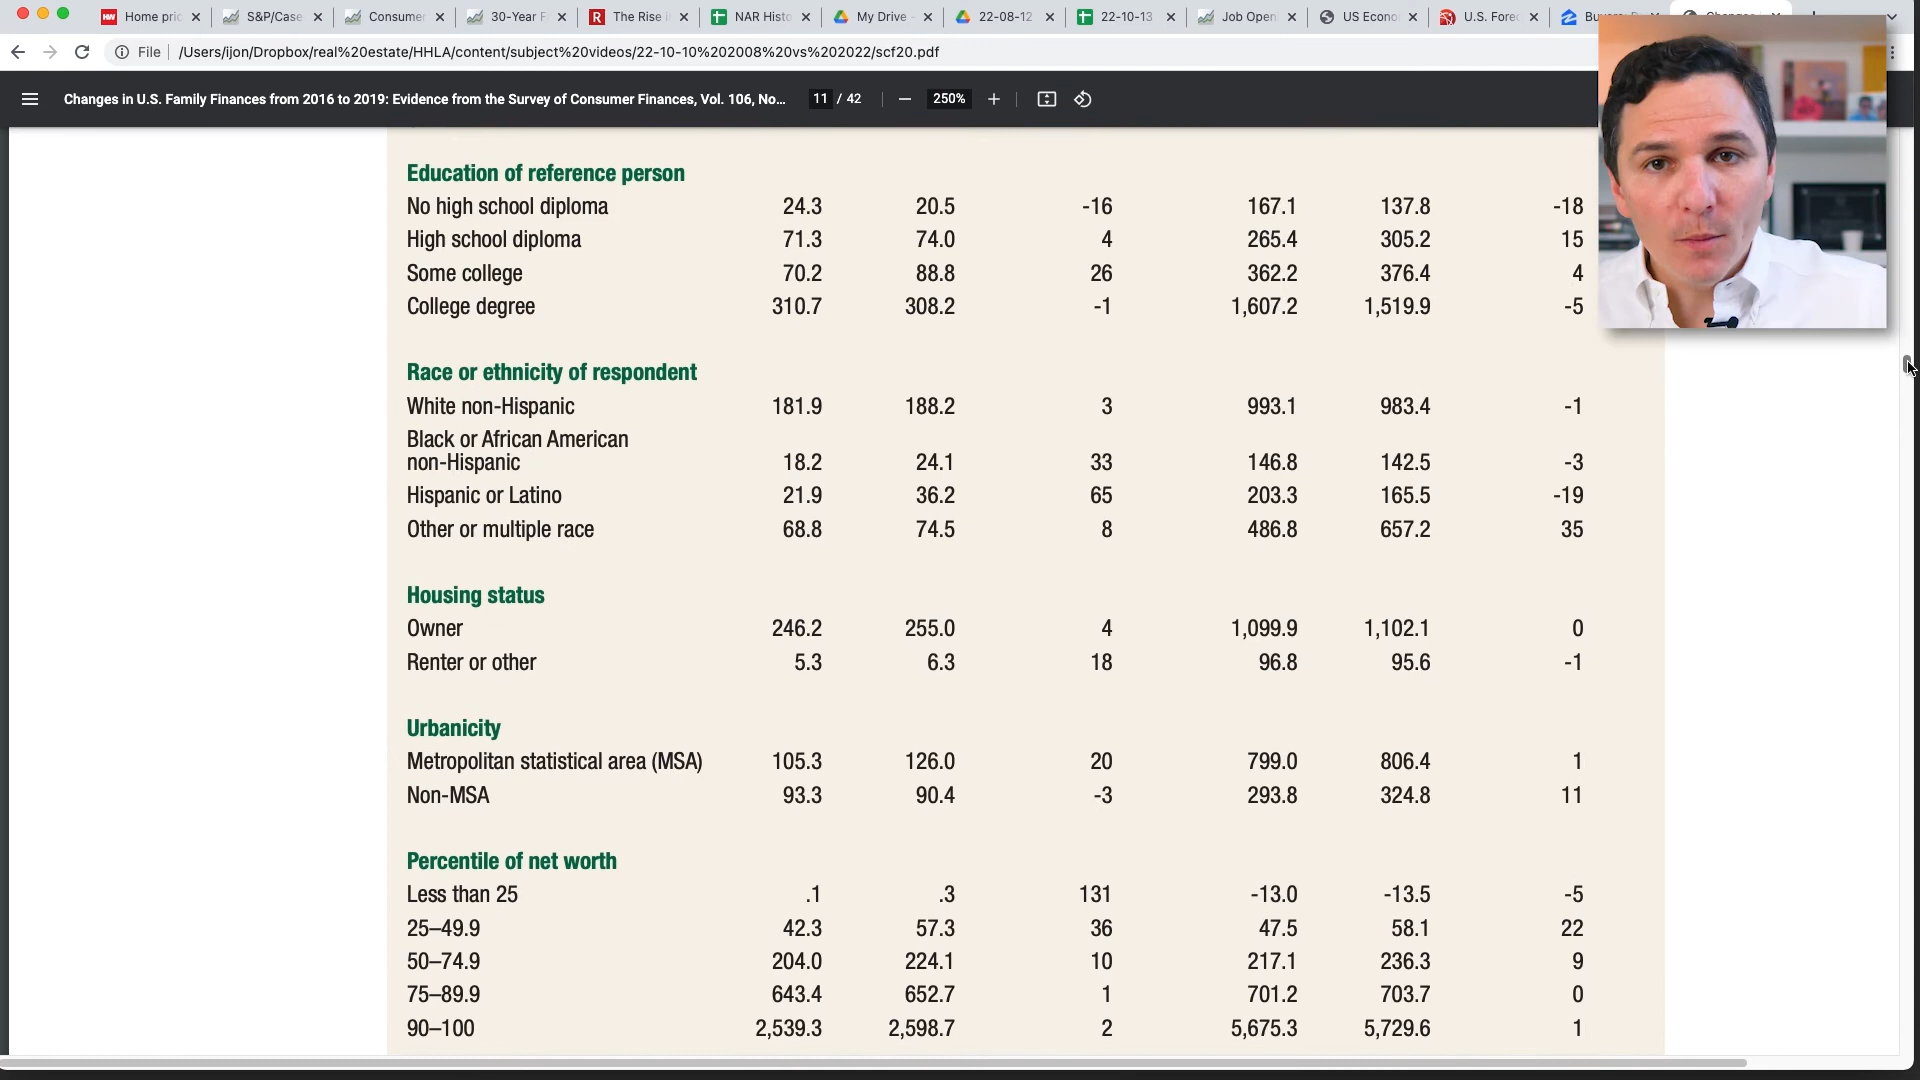 Home pric
S&P/Case
Consumer
30-Year F
The Rise i
NAR Histo
My Drive -
22-08-12
22-10-13
Job Open
US Econo
U.S. Forec
File /Users/ijon/Dropbox/real%20estate/HHLA/content/subject%20videos/22-10-10%202008%20vs%202022/scf20.pdf
Changes in U.S. Family Finances from 2016 to 2019: Evidence from the Survey of Consumer Finances, Vol. 106, No... 11 / 42 250%
Education of reference person
No high school diploma 24.3 20.5 -16 167.1 137.8 -18
High school diploma 71.3 74.0 4 265.4 305.2 15
Some college 70.2 88.8 26 362.2 376.4 4
College degree 310.7 308.2 -1 1,607.2 1,519.9 -5
Race or ethnicity of respondent
White non-Hispanic 181.9 188.2 3 993.1 983.4 -1
Black or African American
non-Hispanic 18.2 24.1 33 146.8 142.5 -3
Hispanic or Latino 21.9 36.2 65 203.3 165.5 -19
Other or multiple race 68.8 74.5 8 486.8 657.2 35
Housing status
Owner 246.2 255.0 4 1,099.9 1,102.1 0
Renter or other 5.3 6.3 18 96.8 95.6 -1
Urbanicity
Metropolitan statistical area (MSA) 105.3 126.0 20 799.0 806.4 1
Non-MSA 93.3 90.4 -3 293.8 324.8 11
Percentile of net worth
Less than 25 .1 .3 131 -13.0 -13.5 -5
25–49.9 42.3 57.3 36 47.5 58.1 22
50–74.9 204.0 224.1 10 217.1 236.3 9
75–89.9 643.4 652.7 1 701.2 703.7 0
90–100 2,539.3 2,598.7 2 5,675.3 5,729.6 1